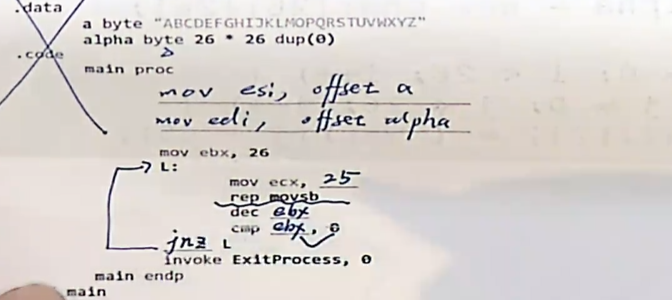 .data
a byte "ABCDEFGHIJKLMOPQRSTUVWXYZ"
alpha byte 26 * 26 dup(0)
.code
main proc
mov esi, offset a
mov edi, offset alpha
mov ebx, 26
L:
mov ecx, 25
rep movsb
dec ebx
cmp ebx, 0
jnz L
invoke ExitProcess, 0
main endp
main